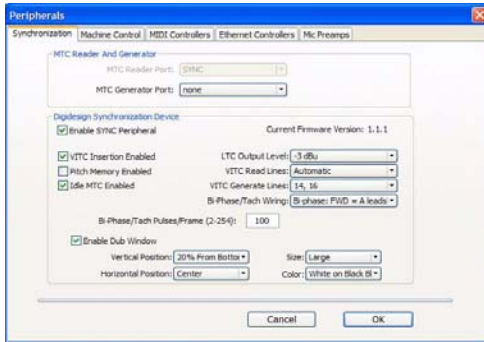 Peripherals
Synchronization Machine Control MIDI Controllers Ethernet Controllers Mic Preamps
MTC Reader And Generator
MTC Reader Port: SYNC
MTC Generator Port: none
Digidesign Synchronization Device
Enable SYNC Peripheral Current Firmware Version: 1.1.1
VITC Insertion Enabled LTC Output Level: -3 dBu
Pitch Memory Enabled VITC Read Lines: Automatic
Idle MTC Enabled VITC Generate Lines: 14, 16
Bi-Phase/Tach Wiring: Bi-phase: FWD = A leads
Bi-Phase/Tach Pulses/Frame (2-254): 100
Enable Dub Window
Vertical Position: 20% From Bottor Size: Large
Horizontal Position: Center Color: White on Black Bl
Cancel OK